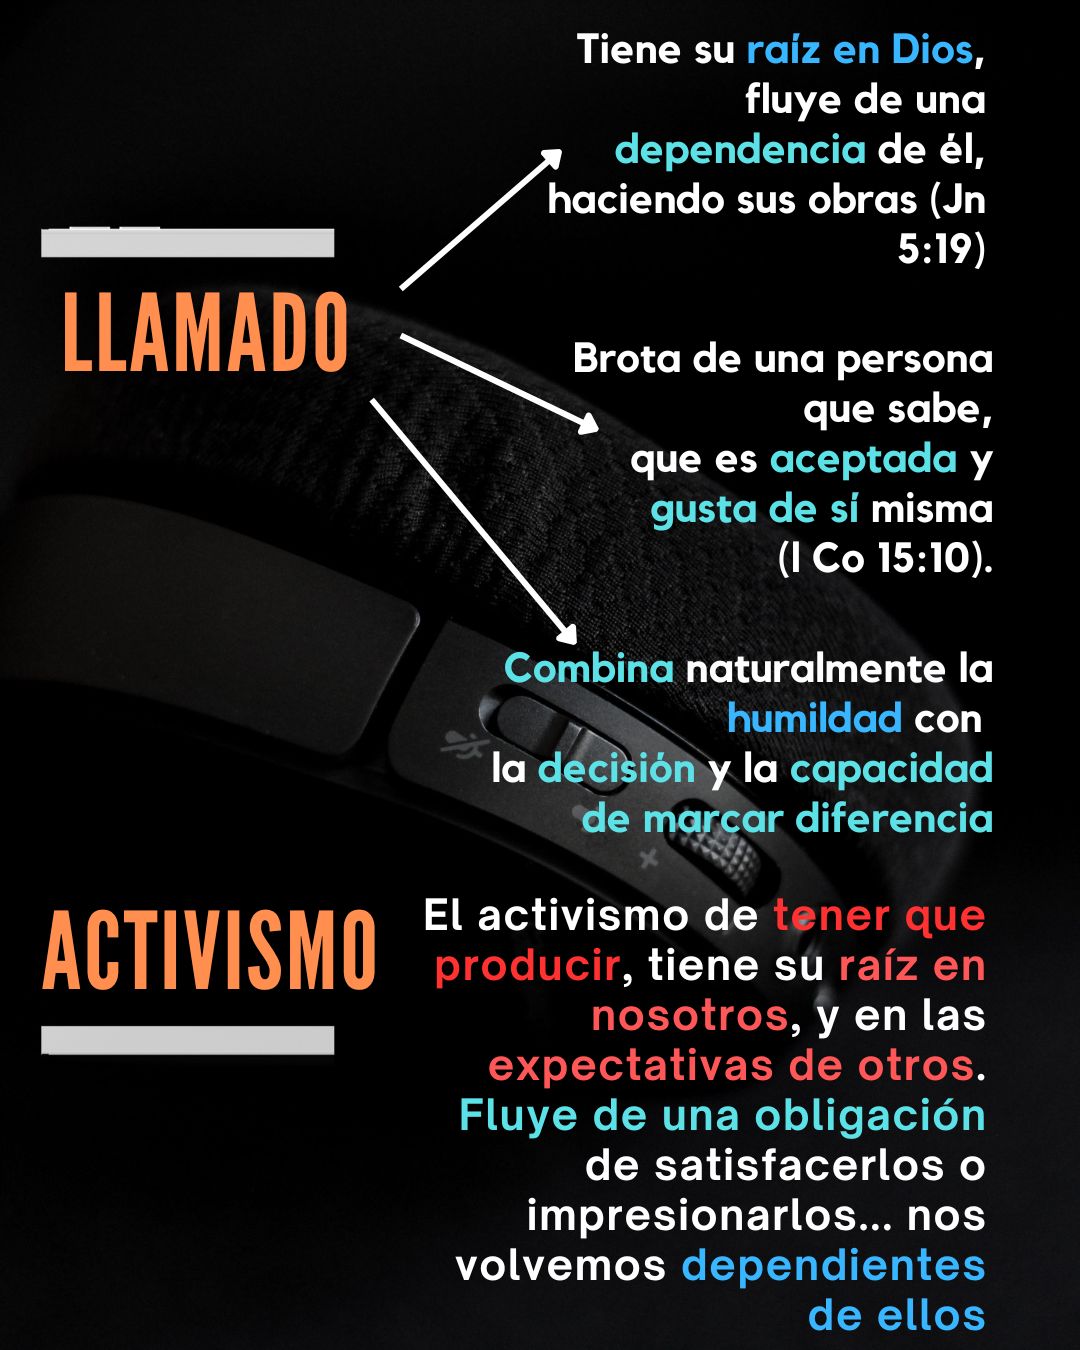 Tiene su raíz en Dios,
fluye de una
dependencia de él,
haciendo sus obras (Jn
5:19)
LLAMADO
Brota de una persona
que sabe,
que es aceptada y
gusta de sí misma
(I Co 15:10).
Combina naturalmente la
humildad con
la decisión y la capacidad
de marcar diferencia
ACTIVISMO
El activismo de tener que
producir, tiene su raíz en
nosotros, y en las
expectativas de otros.
Fluye de una obligación
de satisfacerlos o
impresionarlos... nos
volvemos dependientes
de ellos